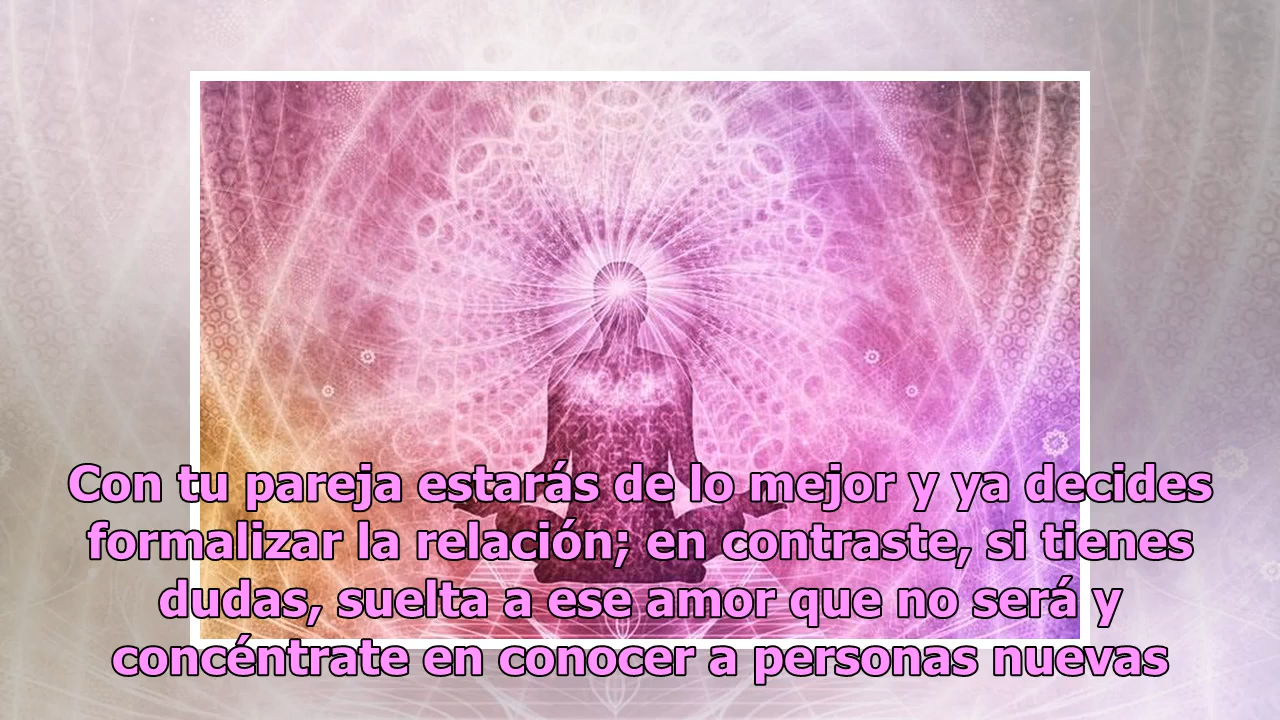 Con tu pareja estarás de lo mejor y ya decides
formalizar la relación; en contraste, si tienes
dudas, suelta a ese amor que no será y
concéntrate en conocer a personas nuevas